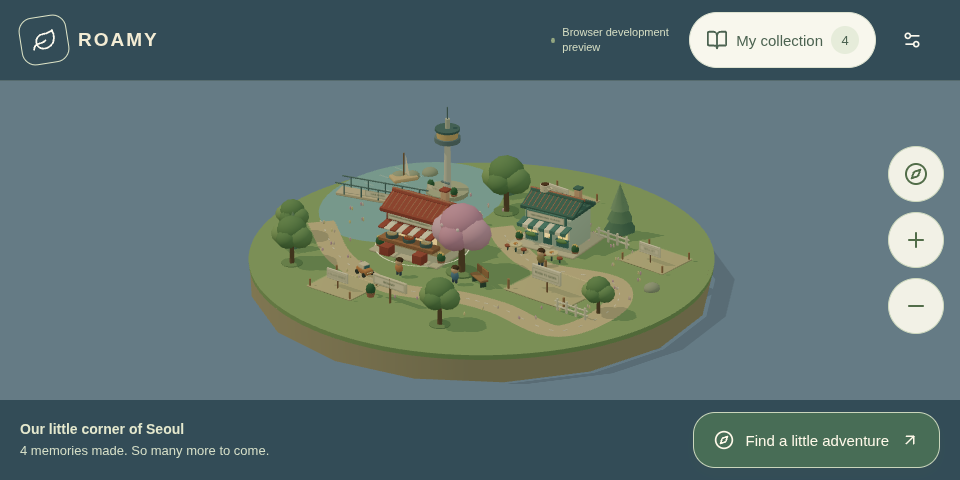 ROAMY
Browser development
preview
My collection
4
Our little corner of Seoul
4 memories made. So many more to come.
Find a little adventure